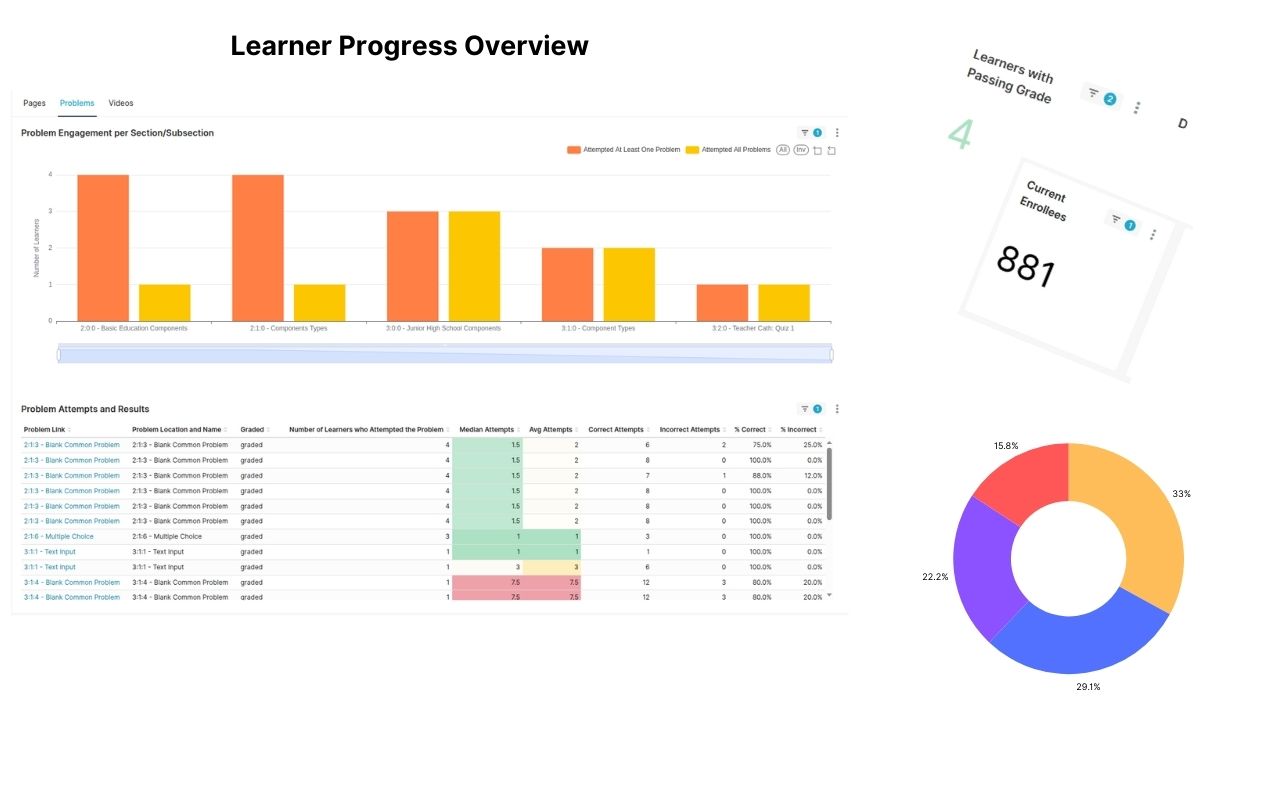 Learner Progress Overview
Pages Problems Videos
Problem Engagement per Section/Subsection 1
Attempted At Least One Problem Attempted All Problems All Inv
Number of Learners
4
3
2
1
0
2:0:0 - Basic Education Components 2:1:0 - Components Types 3:0:0 - Junior High School Components 3:1:0 - Component Types 3:2:0 - Teacher Cath: Quiz 1
Problem Attempts and Results 1
Problem Link Problem Location and Name Graded Number of Learners who Attempted the Problem Median Attempts Avg Attempts Correct Attempts Incorrect Attempts % Correct % Incorrect
2:1:3 - Blank Common Problem 2:1:3 - Blank Common Problem graded 4 1.5 2 6 2 75.0% 25.0%
2:1:3 - Blank Common Problem 2:1:3 - Blank Common Problem graded 4 1.5 2 8 0 100.0% 0.0%
2:1:3 - Blank Common Problem 2:1:3 - Blank Common Problem graded 4 1.5 2 7 1 88.0% 12.0%
2:1:3 - Blank Common Problem 2:1:3 - Blank Common Problem graded 4 1.5 2 8 0 100.0% 0.0%
2:1:3 - Blank Common Problem 2:1:3 - Blank Common Problem graded 4 1.5 2 8 0 100.0% 0.0%
2:1:3 - Blank Common Problem 2:1:3 - Blank Common Problem graded 4 1.5 2 8 0 100.0% 0.0%
2:1:6 - Multiple Choice 2:1:6 - Multiple Choice graded 3 1 1 3 0 100.0% 0.0%
3:1:1 - Text Input 3:1:1 - Text Input graded 1 1 1 1 0 100.0% 0.0%
3:1:1 - Text Input 3:1:1 - Text Input graded 1 3 3 6 0 100.0% 0.0%
3:1:4 - Blank Common Problem 3:1:4 - Blank Common Problem graded 1 7.5 7.5 12 3 80.0% 20.0%
3:1:4 - Blank Common Problem 3:1:4 - Blank Common Problem graded 1 7.5 7.5 12 3 80.0% 20.0%
Learners with
Passing Grade 2
D
4
Current
Enrollees 1
881
15.8%
33%
22.2%
29.1%